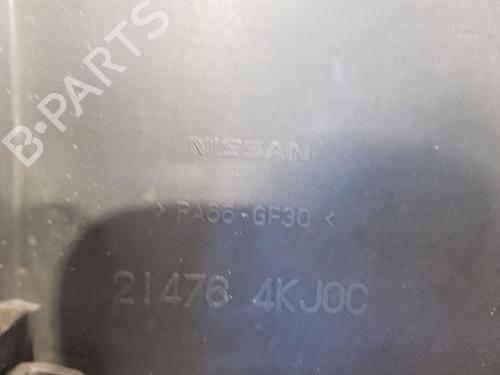 B-PARTS
NISSAN
> PA66-GF30 <
21476 4KJ0C